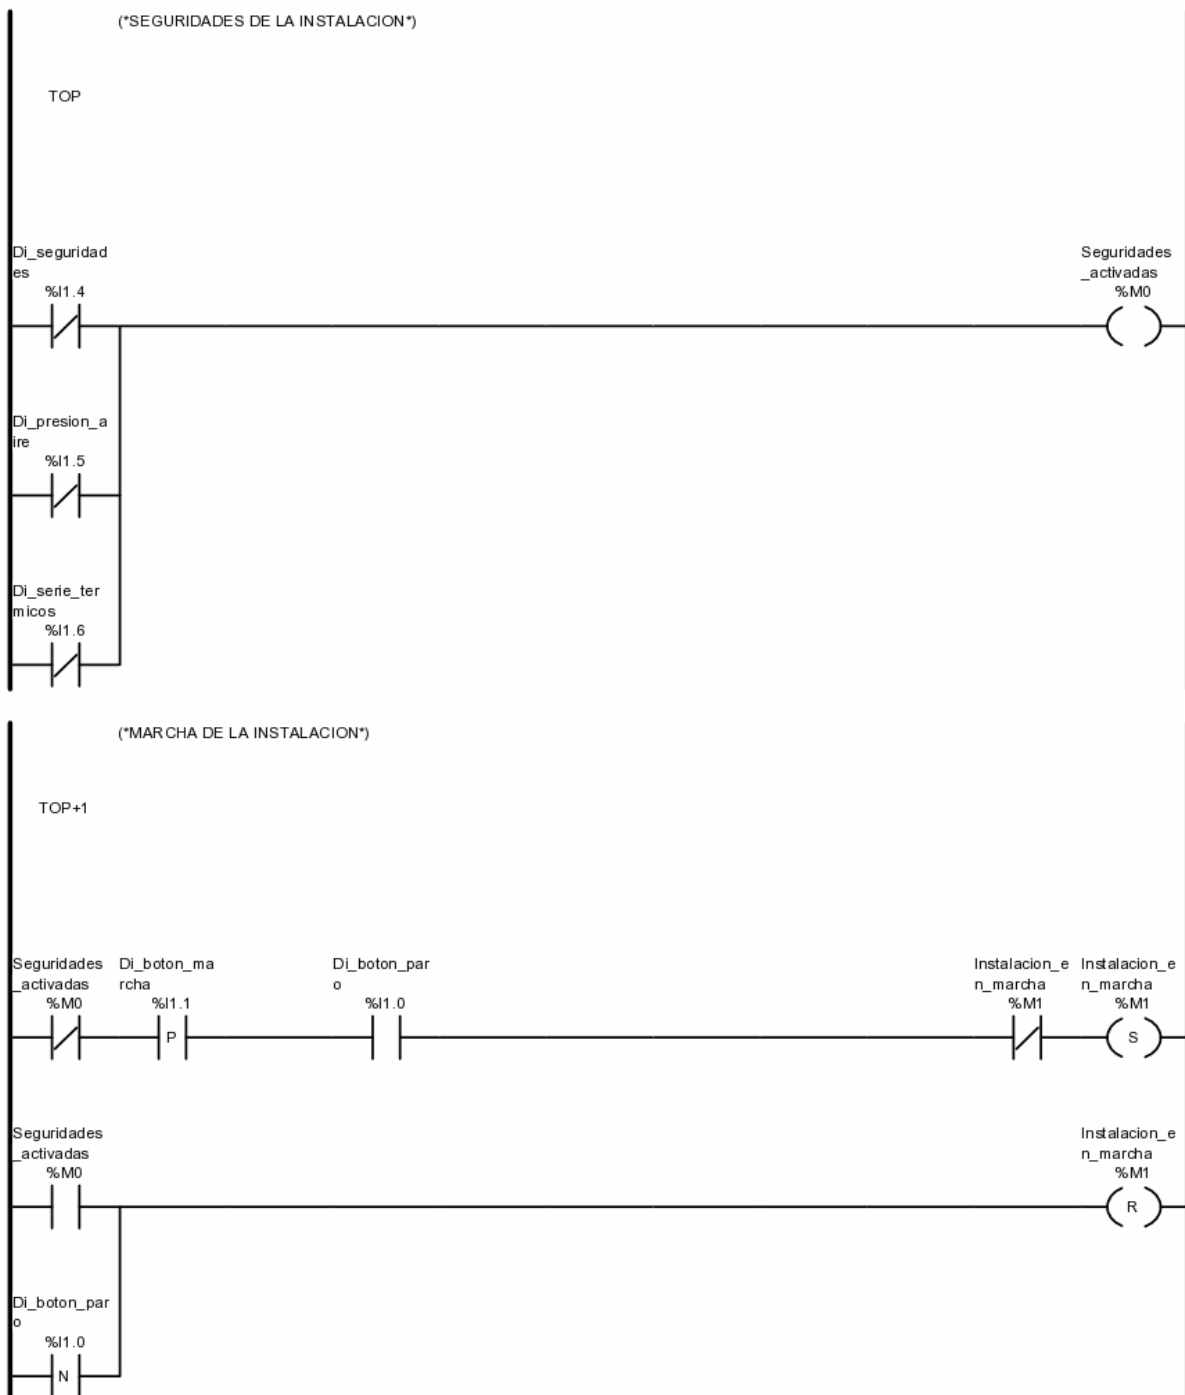 (*SEGURIDADES DE LA INSTALACION*)
TOP
Di_seguridad
es
%I1.4
Seguridades
_activadas
%M0
Di_presion_a
ire
%I1.5
Di_serie_ter
micos
%I1.6
(*MARCHA DE LA INSTALACION*)
TOP+1
Seguridades
_activadas
%M0
Di_boton_ma
rcha
%I1.1
P
Di_boton_par
o
%I1.0
Instalacion_e
n_marcha
%M1
Instalacion_e
n_marcha
%M1
S
Seguridades
_activadas
%M0
Instalacion_e
n_marcha
%M1
R
Di_boton_par
o
%I1.0
N